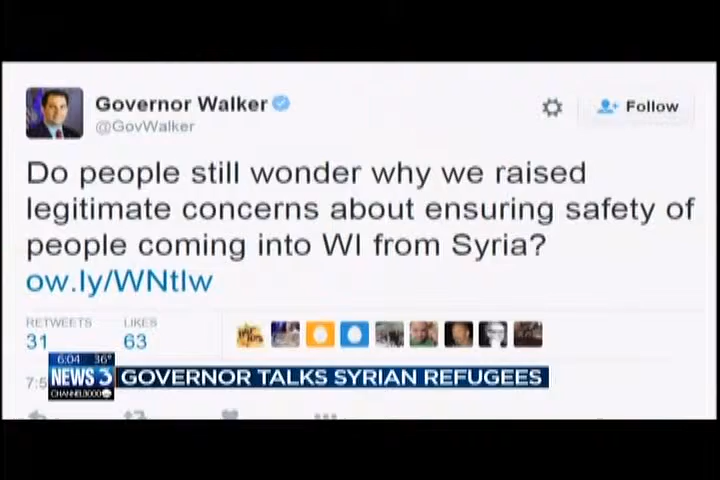 Governor Walker
@GovWalker
Follow
Do people still wonder why we raised
legitimate concerns about ensuring safety of
people coming into WI from Syria?
ow.ly/WNtIw
RETWEETS LIKES
31 63
6:04 36°
NEWS 3
CHANNEL3000.com
GOVERNOR TALKS SYRIAN REFUGEES